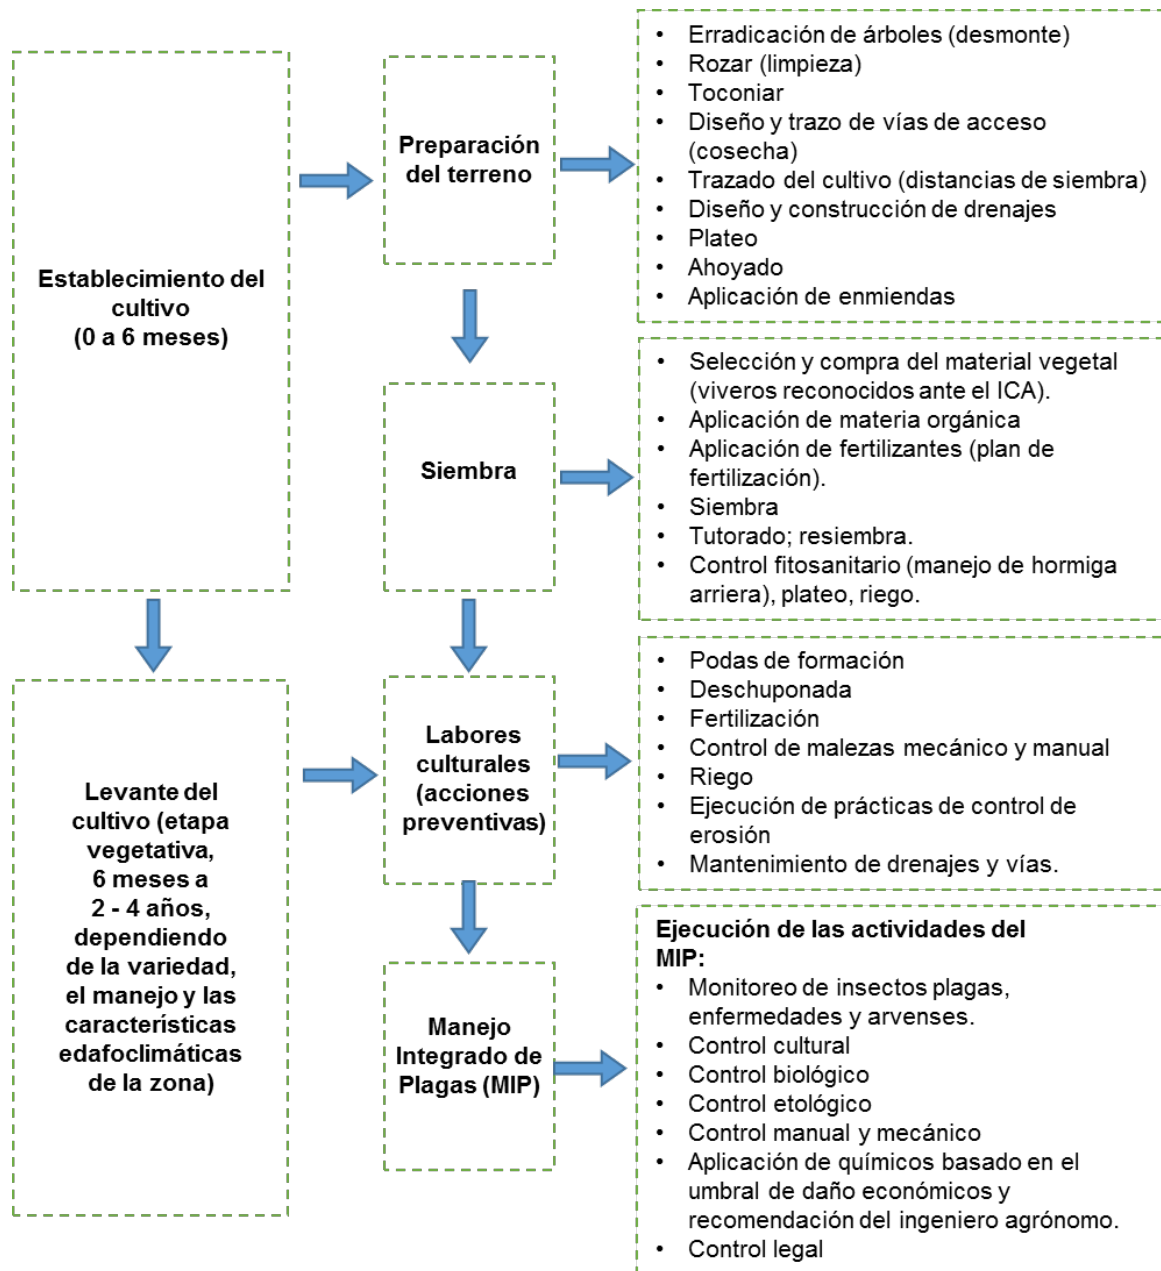 Establecimiento del
cultivo
(0 a 6 meses)
Preparación
del terreno
• Erradicación de árboles (desmonte)
• Rozar (limpieza)
• Toconiar
• Diseño y trazo de vías de acceso
(cosecha)
• Trazado del cultivo (distancias de siembra)
• Diseño y construcción de drenajes
• Plateo
• Ahoyado
• Aplicación de enmiendas
Siembra
• Selección y compra del material vegetal
(viveros reconocidos ante el ICA).
• Aplicación de materia orgánica
• Aplicación de fertilizantes (plan de
fertilización).
• Siembra
• Tutorado; resiembra.
• Control fitosanitario (manejo de hormiga
arriera), plateo, riego.
Levante del
cultivo (etapa
vegetativa,
6 meses a
2 - 4 años,
dependiendo
de la variedad,
el manejo y las
características
edafoclimáticas
de la zona)
Labores
culturales
(acciones
preventivas)
• Podas de formación
• Deschuponada
• Fertilización
• Control de malezas mecánico y manual
• Riego
• Ejecución de prácticas de control de
erosión
• Mantenimiento de drenajes y vías.
Manejo
Integrado de
Plagas (MIP)
Ejecución de las actividades del
MIP:
• Monitoreo de insectos plagas,
enfermedades y arvenses.
• Control cultural
• Control biológico
• Control etológico
• Control manual y mecánico
• Aplicación de químicos basado en el
umbral de daño económicos y
recomendación del ingeniero agrónomo.
• Control legal